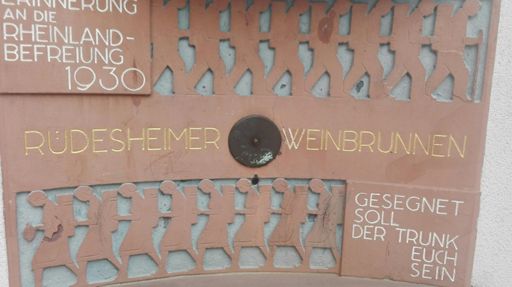 ERINNERUNG
AN DIE
RHEINLAND-
BEFREIUNG
1930
RÜDESHEIMER WEINBRUNNEN
GESEGNET
SOLL
DER TRUNK
EUCH
SEIN